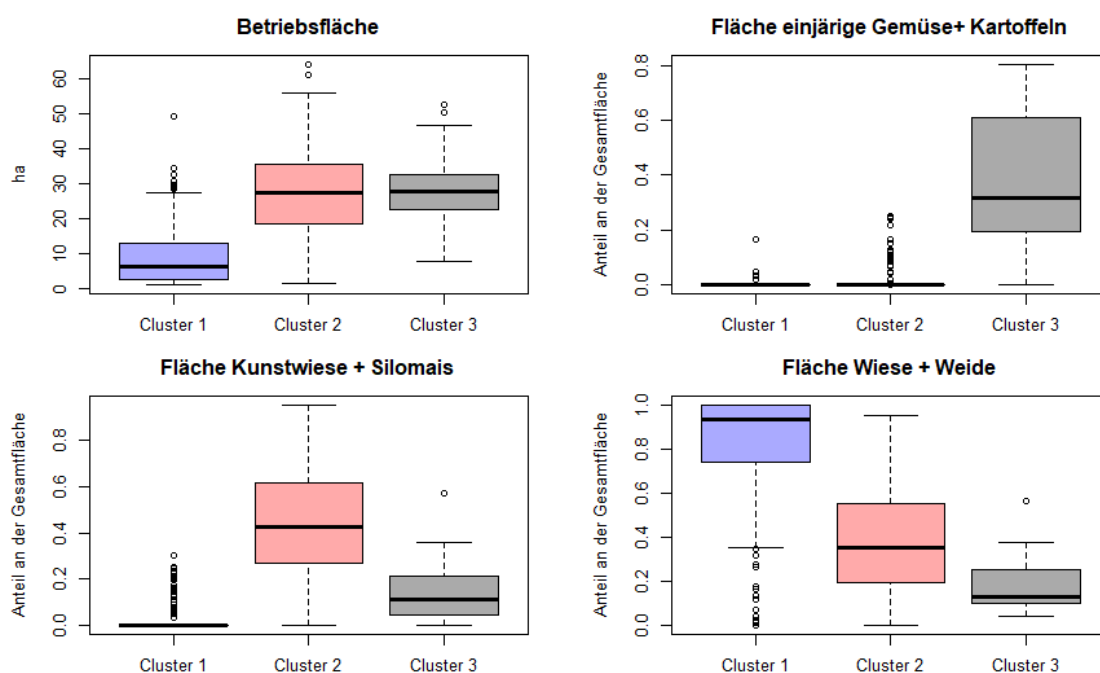 Betriebsfläche
ha
0 10 20 30 40 50 60
Cluster 1 Cluster 2 Cluster 3
Fläche einjärige Gemüse+ Kartoffeln
Anteil an der Gesamtfläche
0.0 0.2 0.4 0.6 0.8
Cluster 1 Cluster 2 Cluster 3
Fläche Kunstwiese + Silomais
Anteil an der Gesamtfläche
0.0 0.2 0.4 0.6 0.8
Cluster 1 Cluster 2 Cluster 3
Fläche Wiese + Weide
Anteil an der Gesamtfläche
0.0 0.2 0.4 0.6 0.8 1.0
Cluster 1 Cluster 2 Cluster 3